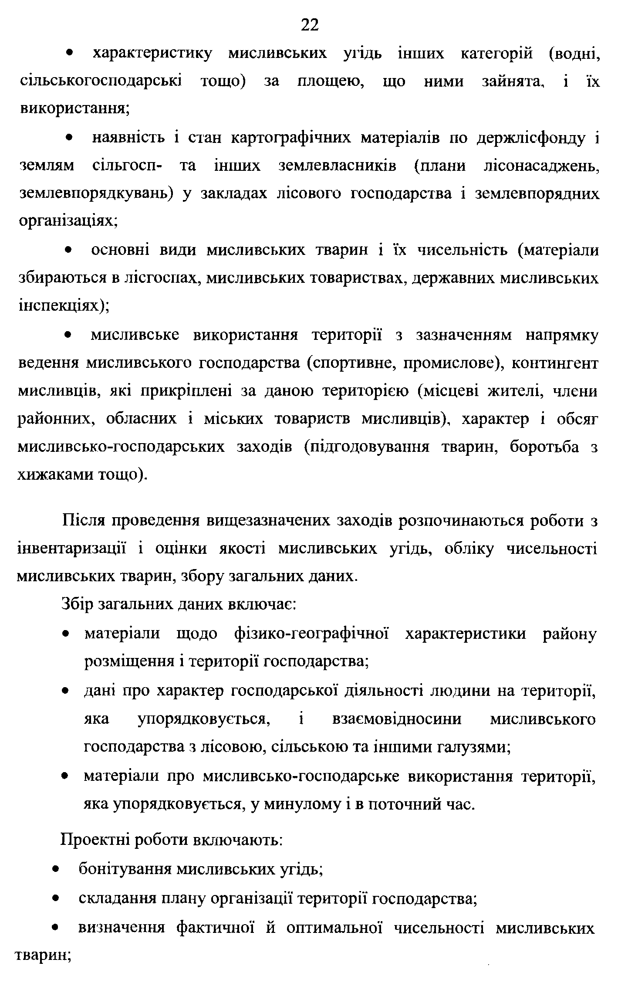 22
• характеристику мисливських угідь інших категорій (водні,
сільськогосподарські тощо) за площею, що ними зайнята, і їх
використання;
• наявність і стан картографічних матеріалів по держлісфонду і
землям сільгосп- та інших землевласників (плани лісонасаджень,
землевпорядкувань) у закладах лісового господарства і землевпорядних
організаціях;
• основні види мисливських тварин і їх чисельність (матеріали
збираються в лісгоспах, мисливських товариствах, державних мисливських
інспекціях);
• мисливське використання території з зазначенням напрямку
ведення мисливського господарства (спортивне, промислове), контингент
мисливців, які прикріплені за даною територією (місцеві жителі, члени
районних, обласних і міських товариств мисливців), характер і обсяг
мисливсько-господарських заходів (підгодовування тварин, боротьба з
хижаками тощо).
Після проведення вищезазначених заходів розпочинаються роботи з
інвентаризації і оцінки якості мисливських угідь, обліку чисельності
мисливських тварин, збору загальних даних.
Збір загальних даних включає:
• матеріали щодо фізико-географічної характеристики району
розміщення і території господарства;
• дані про характер господарської діяльності людини на території,
яка упорядковується, і взаємовідносини мисливського
господарства з лісовою, сільською та іншими галузями;
• матеріали про мисливсько-господарське використання території,
яка упорядковується, у минулому і в поточний час.
Проектні роботи включають:
• бонітування мисливських угідь;
• складання плану організації території господарства;
• визначення фактичної й оптимальної чисельності мисливських
тварин;